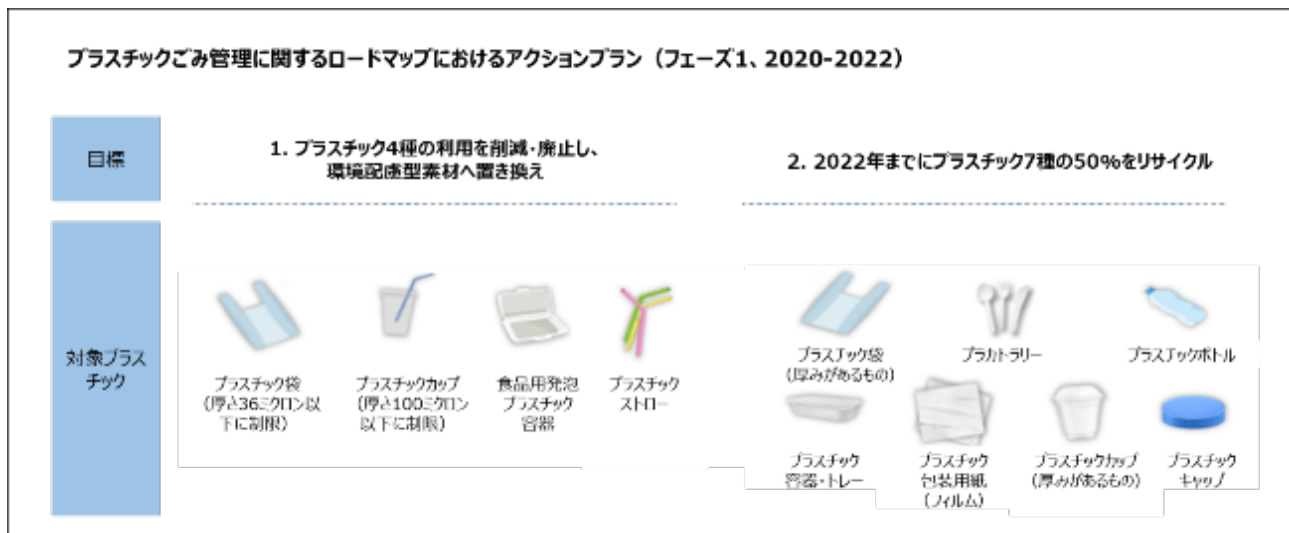 プラスチックごみ管理に関するロードマップにおけるアクションプラン（フェーズ1、2020-2022）
目標
1. プラスチック4種の利用を削減・廃止し、
環境配慮型素材へ置き換え
2. 2022年までにプラスチック7種の50%をリサイクル
対象プラス
チック
プラスチック袋
（厚さ36ミクロン以
下に制限）
プラスチックカップ
（厚さ100ミクロン
以下に制限）
食品用発泡
プラスチック
容器
プラスチック
ストロー
プラスチック袋
（厚みがあるもの）
プラカトラリー
プラスチックボトル
プラスチック
容器・トレー
プラスチック
包装用紙
（フィルム）
プラスチックカップ
（厚みがあるもの）
プラスチック
キャップ